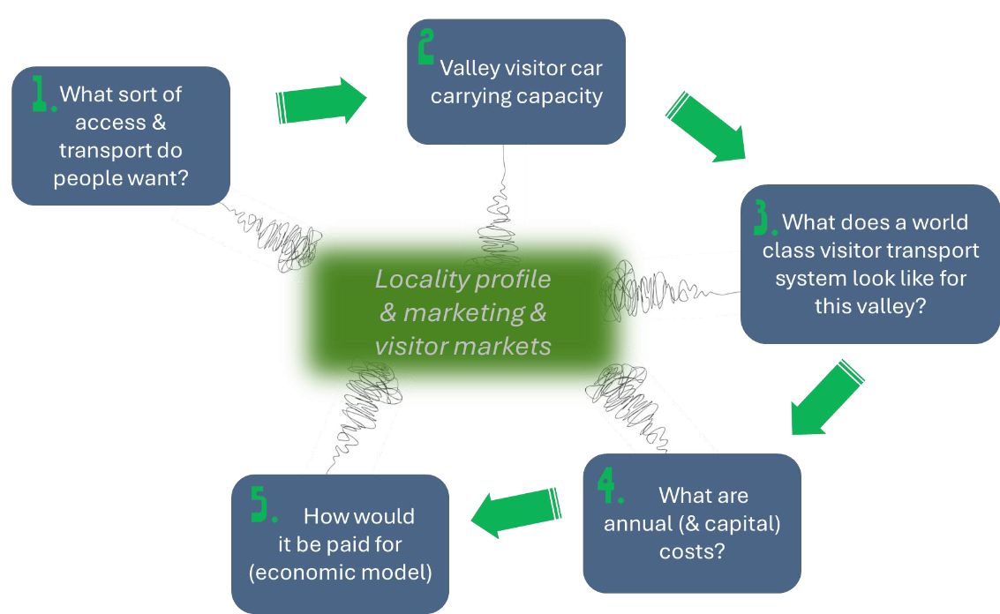 1. What sort of
access &
transport do
people want?
2 Valley visitor car
carrying capacity
3. What does a world
class visitor transport
system look like for
this valley?
4. What are
annual (& capital)
costs?
5. How would
it be paid for
(economic model)
Locality profile
& marketing &
visitor markets